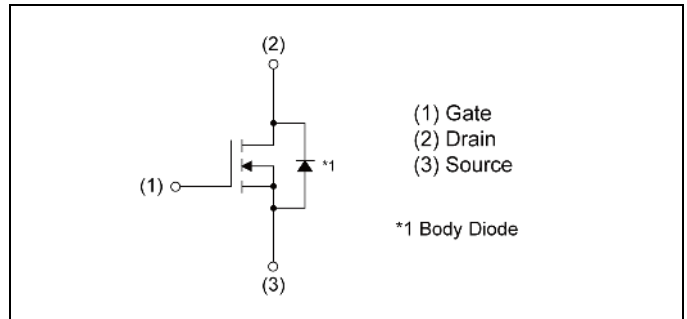 (2)
(1) Gate
(2) Drain
(3) Source
*1
(1)
*1 Body Diode
(3)